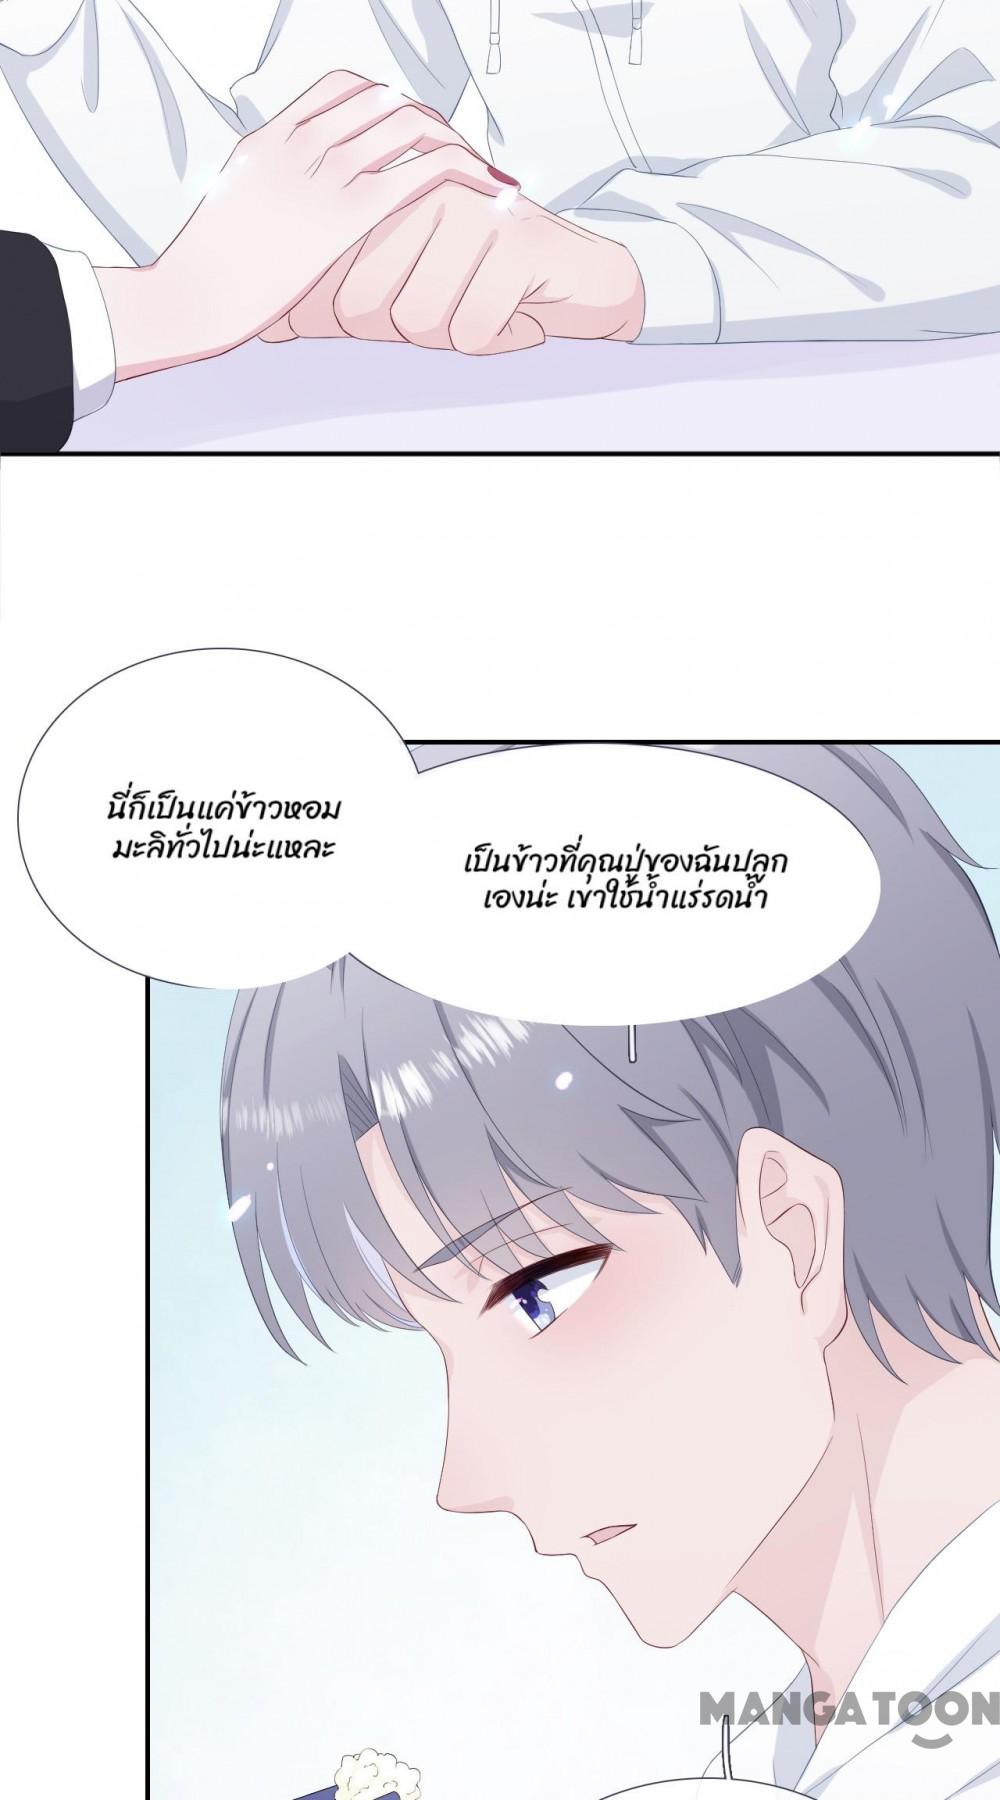 นี่ก็เป็นแค่ข้าวหอม
มะลิทั่วไปน่ะแหละ
เป็นข้าวที่คุณปู่ของฉันปลูก
เองน่ะ เขาใช้น้ำแร่รดน้ำ
MANGATOON